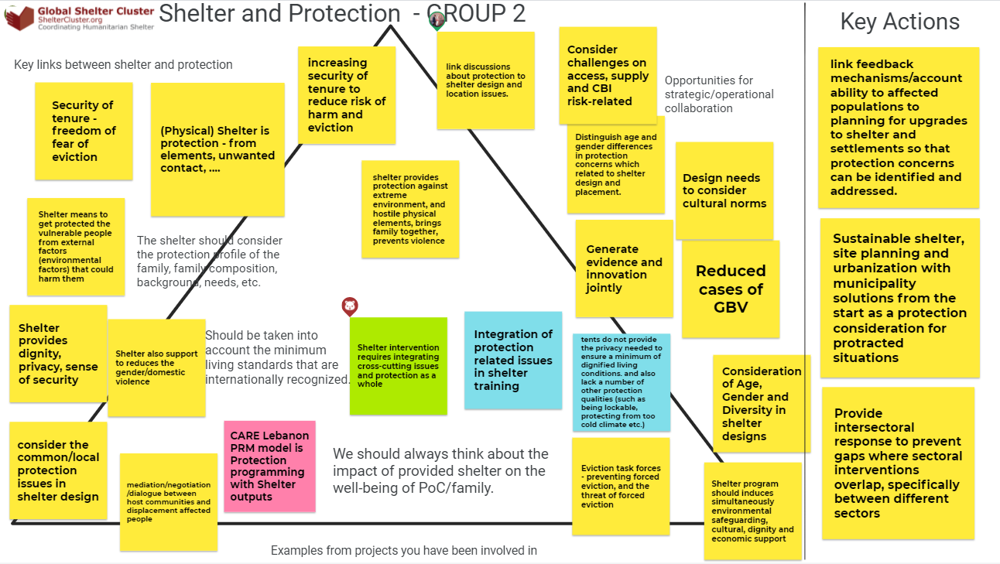 Global Shelter Cluster
ShelterCluster.org
Coordinating Humanitarian Shelter
Shelter and Protection - GROUP 2
Key links between shelter and protection
Security of
tenure -
freedom of
fear of
eviction
(Physical) Shelter is
protection - from
elements, unwanted
contact, ....
increasing
security of
tenure to
reduce risk of
harm and
eviction
link discussions
about protection to
shelter design and
location issues.
Consider
challenges on
access, supply
and CBI
risk-related
Opportunities for
strategic/operational
collaboration
Distinguish age and
gender differences
in protection
concerns which
related to shelter
design and
placement.
Design needs
to consider
cultural norms
shelter provides
protection against
extreme
environment, and
hostile physical
elements, brings
family together,
prevents violence
Shelter means to
get protected the
vulnerable people
from external
factors
(environmental
factors) that could
harm them
The shelter should consider
the protection profile of the
family, family composition,
background, needs, etc.
Generate
evidence and
innovation
jointly
Reduced
cases of
GBV
Shelter
provides
dignity,
privacy, sense
of security
Shelter also support
to reduces the
gender/domestic
violence
Should be taken into
account the minimum
living standards that are
internationally recognized.
Shelter intervention
requires integrating
cross-cutting issues
and protection as a
whole
Integration of
protection
related issues
in shelter
training
tents do not provide
the privacy needed to
ensure a minimum of
dignified living
conditions. and also
lack a number of
other protection
qualities (such as
being lockable,
protecting from too
cold climate etc.)
Consideration
of Age,
Gender and
Diversity in
shelter
designs
consider the
common/local
protection
issues in
shelter design
mediation/negotiation
/dialogue between
host communities and
displacement affected
people
CARE Lebanon
PRM model is
Protection
programming
with Shelter
outputs
We should always think about the
impact of provided shelter on the
well-being of PoC/family.
Eviction task forces
- preventing forced
eviction, and the
threat of forced
eviction
Shelter program
should induces
simultaneously
environmental
safeguarding,
cultural, dignity and
economic support
Examples from projects you have been involved in
Key Actions
link feedback
mechanisms/account
ability to affected
populations to
planning for upgrades
to shelter and
settlements so that
protection concerns
can be identified and
addressed.
Sustainable shelter,
site planning and
urbanization with
municipality
solutions from the
start as a protection
consideration for
protracted
situations
Provide
intersectoral
response to prevent
gaps where sectoral
interventions
overlap, specifically
between different
sectors